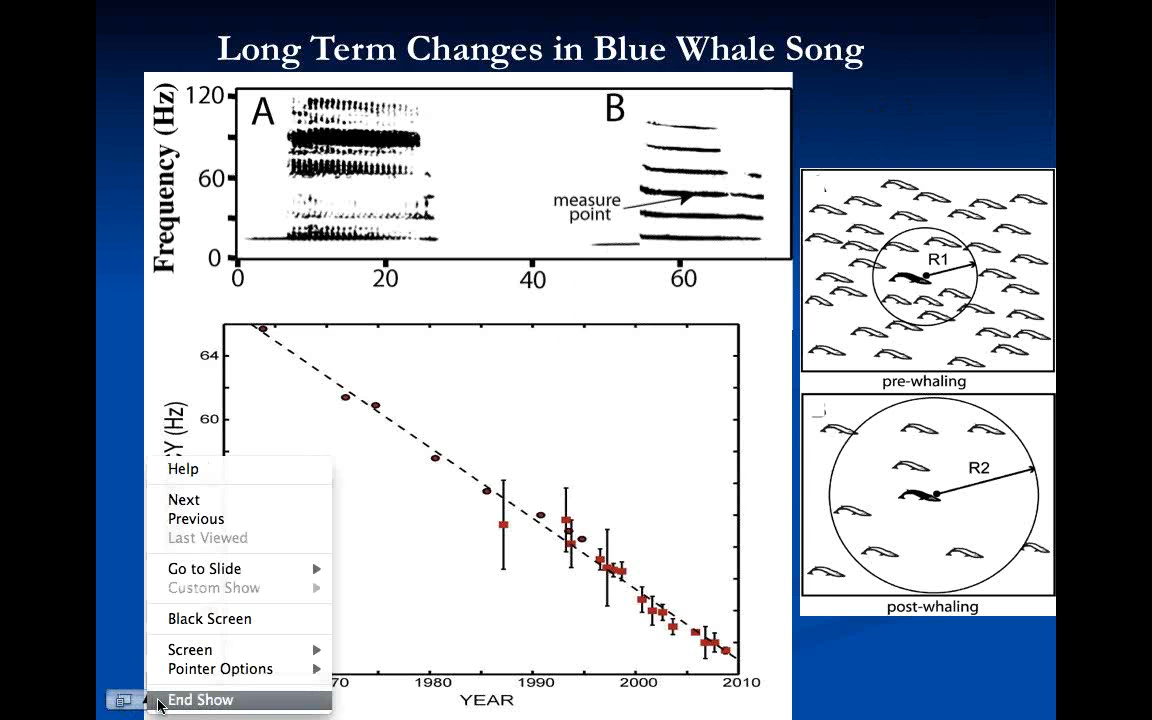 Long Term Changes in Blue Whale Song
Frequency (Hz)
120
60
0
A
B
measure
point
0
20
40
60
R1
pre-whaling
R2
post-whaling
64
60
(Hz)
70
1980
1990
2000
2010
YEAR
Help
Next
Previous
Last Viewed
Go to Slide
Custom Show
Black Screen
Screen
Pointer Options
End Show